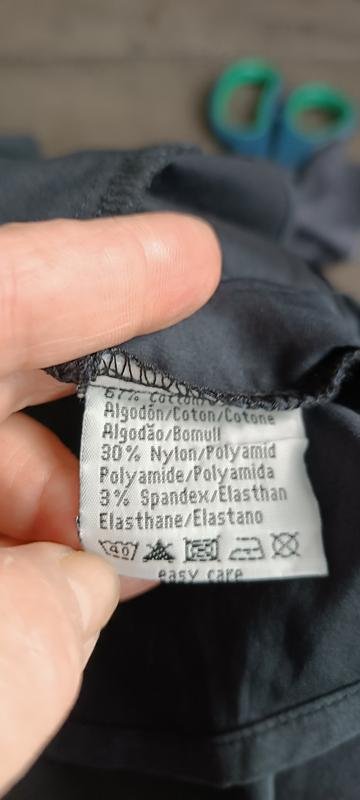 67% Cotton
Algodón/Coton/Cotone
Algodão/Bomull
30% Nylon/Polyamid
Polyamide/Polyamida
3% Spandex/Elasthan
Elasthane/Elastano
40
easy care